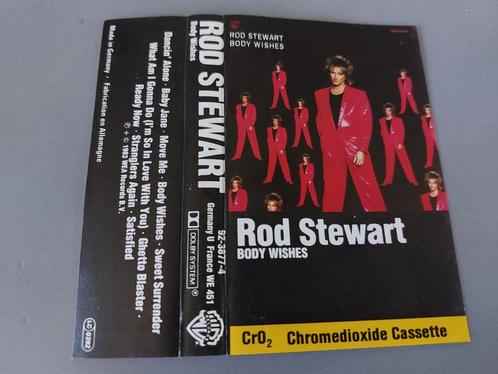 Made in Germany · Fabrication en Allemagne
Dancin' Alone · Baby Jane · Move Me · Body Wishes · Sweet Surrender
What Am I Gonna Do (I'm So In Love With You) · Ghetto Blaster ·
Ready Now · Strangers Again · Satisfied
℗ + © 1983 WEA Records B.V.
LC 0392
ROD STEWART
Body Wishes
92-3877-4
Germany U France WE 451
DOLBY SYSTEM
ROD STEWART
BODY WISHES
Rod Stewart
BODY WISHES
CrO₂ Chromedioxide Cassette